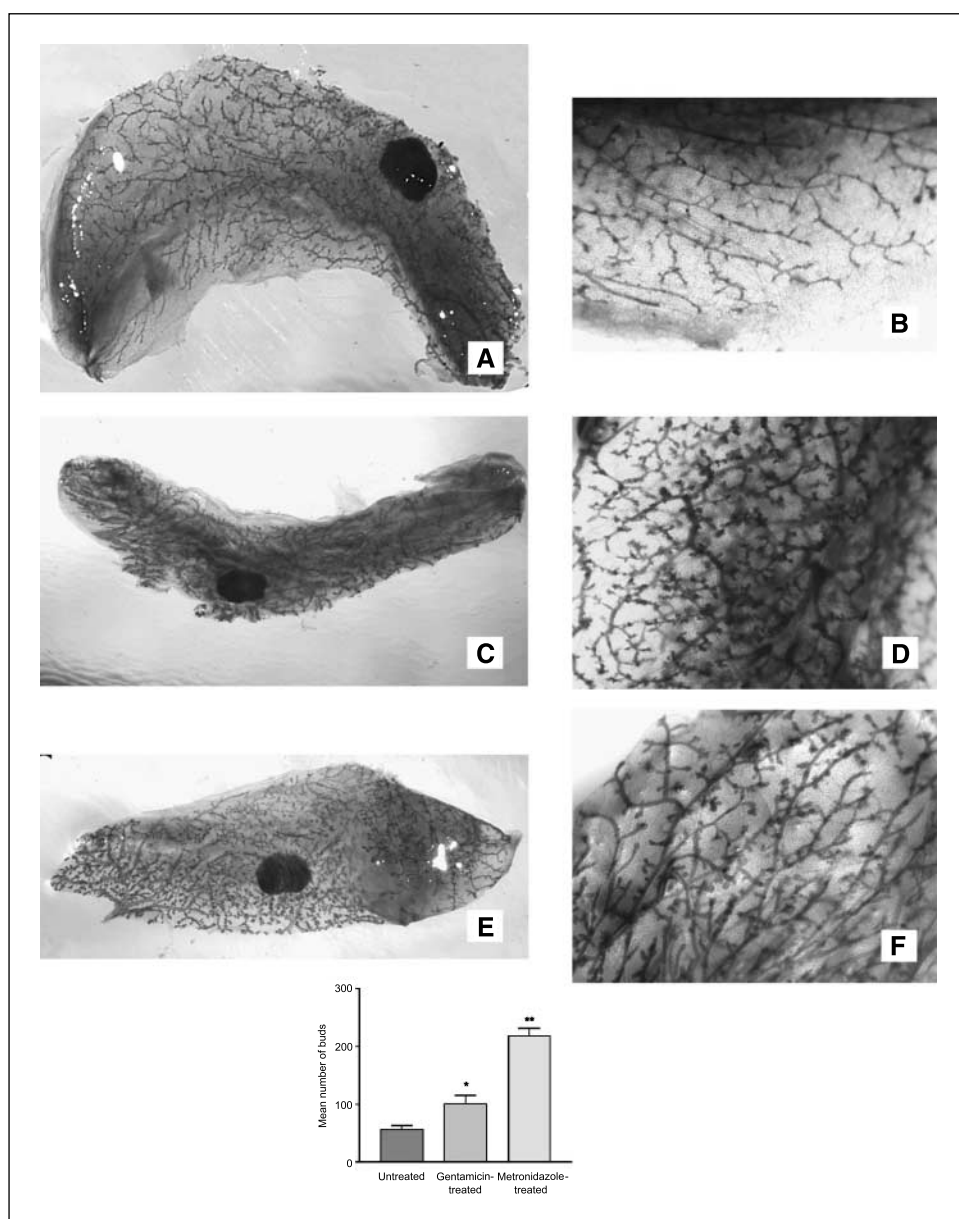 A
B
C
D
E
F
300
200
100
0
Mean number of buds
*
**
Untreated
Gentamicin-
treated
Metronidazole-
treated